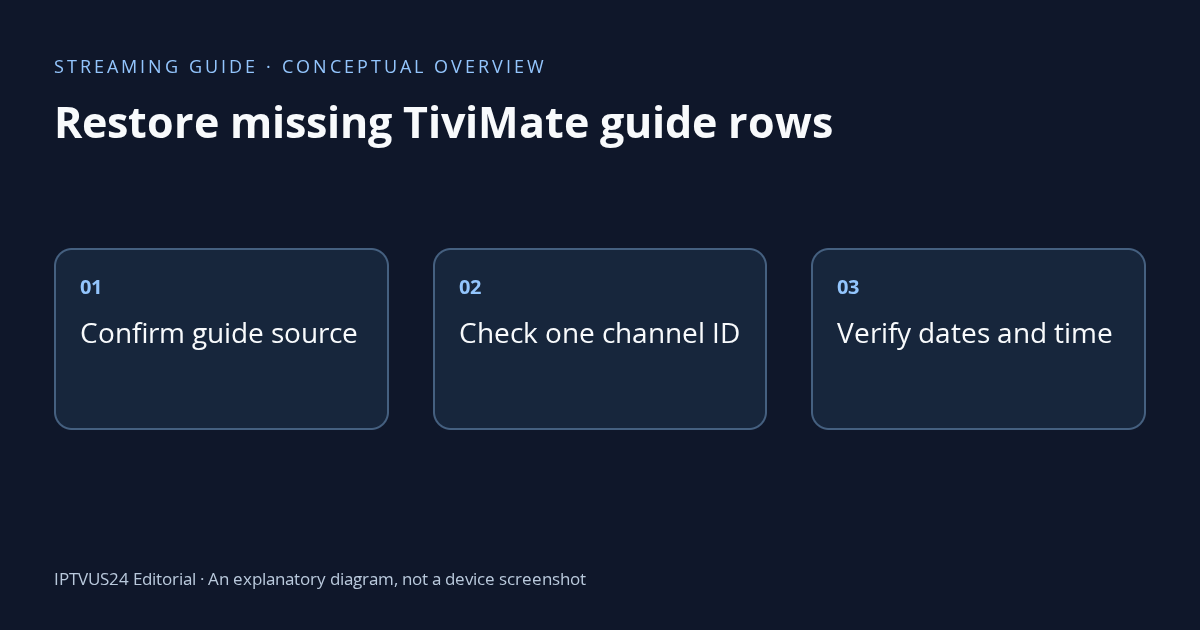 STREAMING GUIDE · CONCEPTUAL OVERVIEW
Restore missing TiviMate guide rows
01
Confirm guide source
02
Check one channel ID
03
Verify dates and time
IPTVUS24 Editorial · An explanatory diagram, not a device screenshot